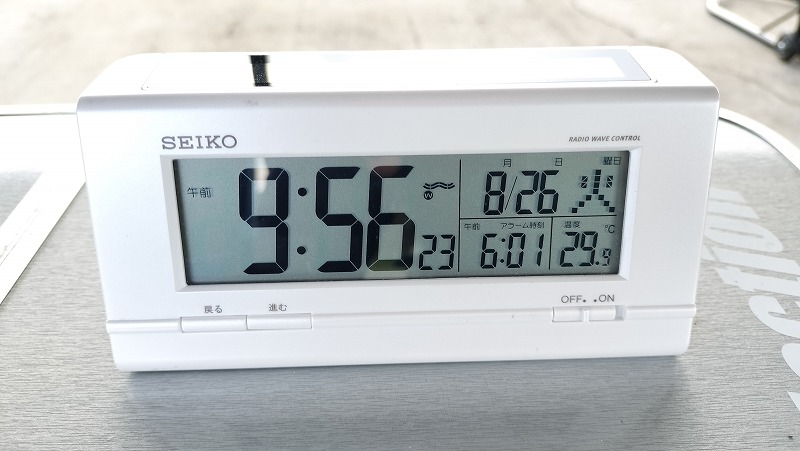 SEIKO
RADIO WAVE CONTROL
月 日 曜日
午前 9:56 23
8/26 火
午前 アラーム時刻 温度
6:01 29.9 ℃
戻る 進む
OFF ON
ction